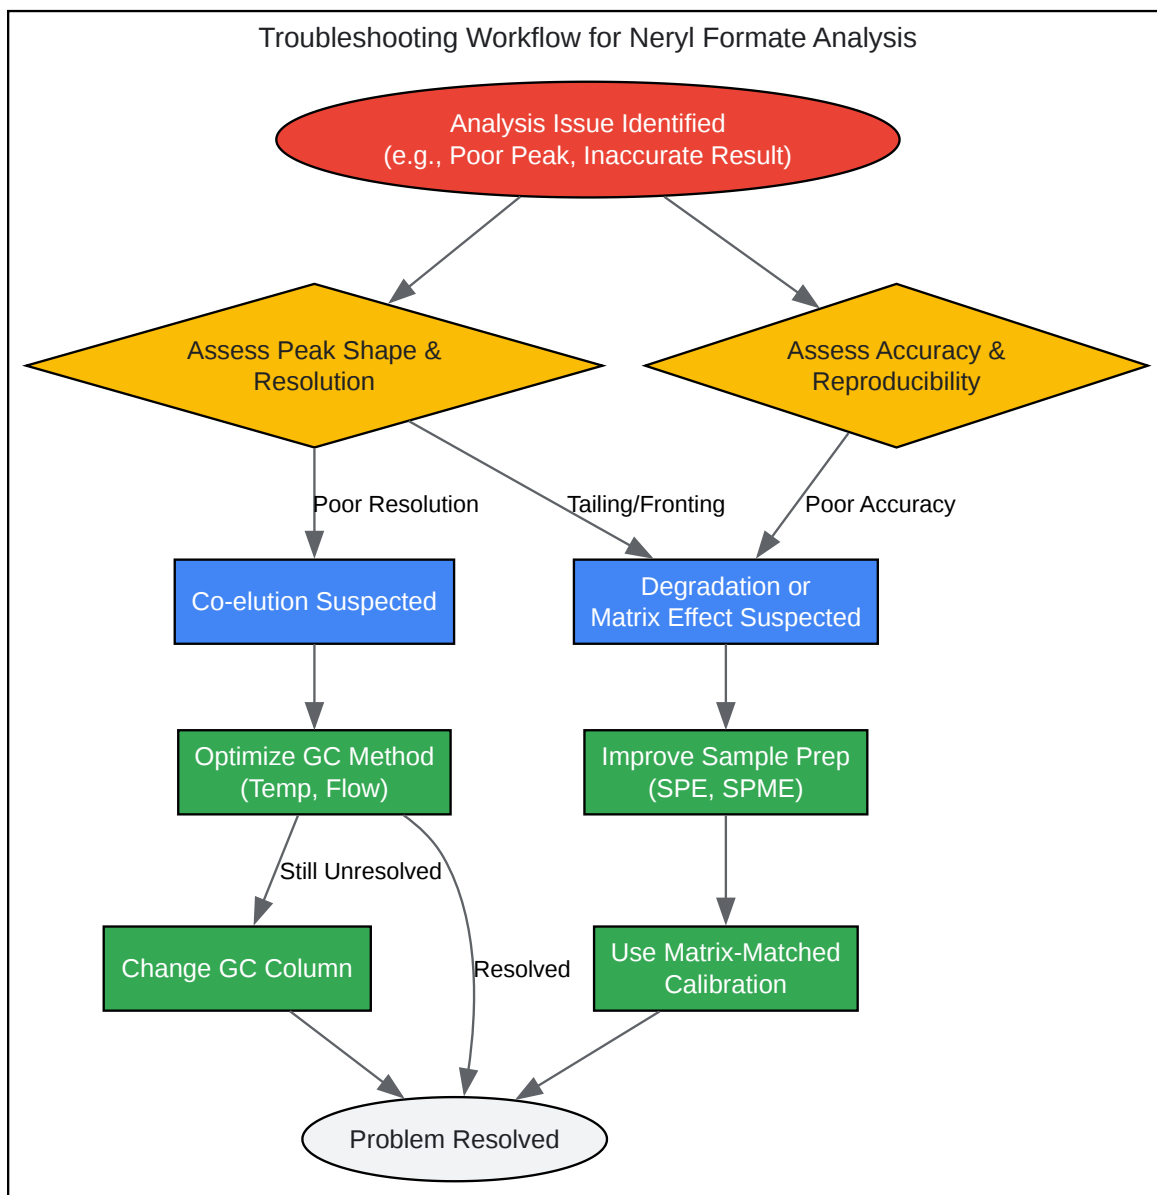 Troubleshooting Workflow for Neryl Formate Analysis
Analysis Issue Identified
(e.g., Poor Peak, Inaccurate Result)
Assess Peak Shape &
Resolution
Assess Accuracy &
Reproducibility
Poor Resolution
Tailing/Fronting
Poor Accuracy
Co-elution Suspected
Degradation or
Matrix Effect Suspected
Optimize GC Method
(Temp, Flow)
Improve Sample Prep
(SPE, SPME)
Still Unresolved
Change GC Column
Resolved
Use Matrix-Matched
Calibration
Problem Resolved